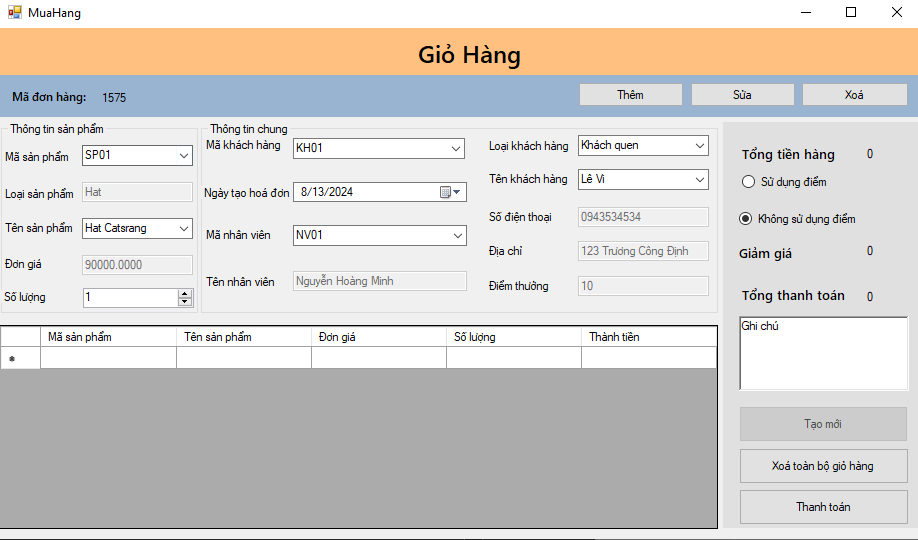 MuaHang
Giỏ Hàng
Mã đơn hàng: 1575
Thêm
Sửa
Xoá
Thông tin sản phẩm
Mã sản phẩm SP01
Loại sản phẩm Hat
Tên sản phẩm Hat Catsrang
Đơn giá 90000.0000
Số lượng 1
Thông tin chung
Mã khách hàng KH01
Ngày tạo hoá đơn 8/13/2024
Mã nhân viên NV01
Tên nhân viên Nguyễn Hoàng Minh
Loại khách hàng Khách quen
Tên khách hàng Lê Vi
Số điện thoại 0943534534
Địa chỉ 123 Trương Công Định
Điểm thưởng 10
Tổng tiền hàng 0
Sử dụng điểm
Không sử dụng điểm
Giảm giá 0
Tổng thanh toán 0
Ghi chú
Tạo mới
Xoá toàn bộ giỏ hàng
Thanh toán
Mã sản phẩm Tên sản phẩm Đơn giá Số lượng Thành tiền